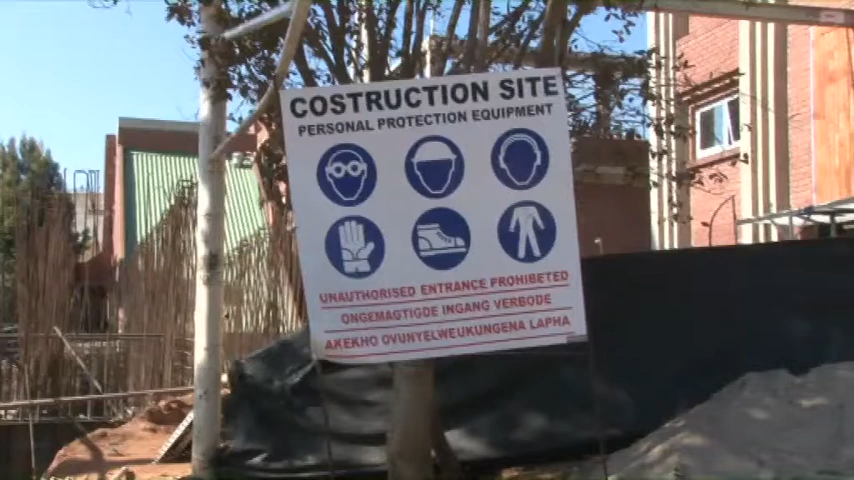 COSTRUCTION SITE
PERSONAL PROTECTION EQUIPMENT
UNAUTHORISED ENTRANCE PROHIBETED
ONGEMAGTIGDE INGANG VERBODE
AKEKHO OVUNYELWEUKUNGENA LAPHA